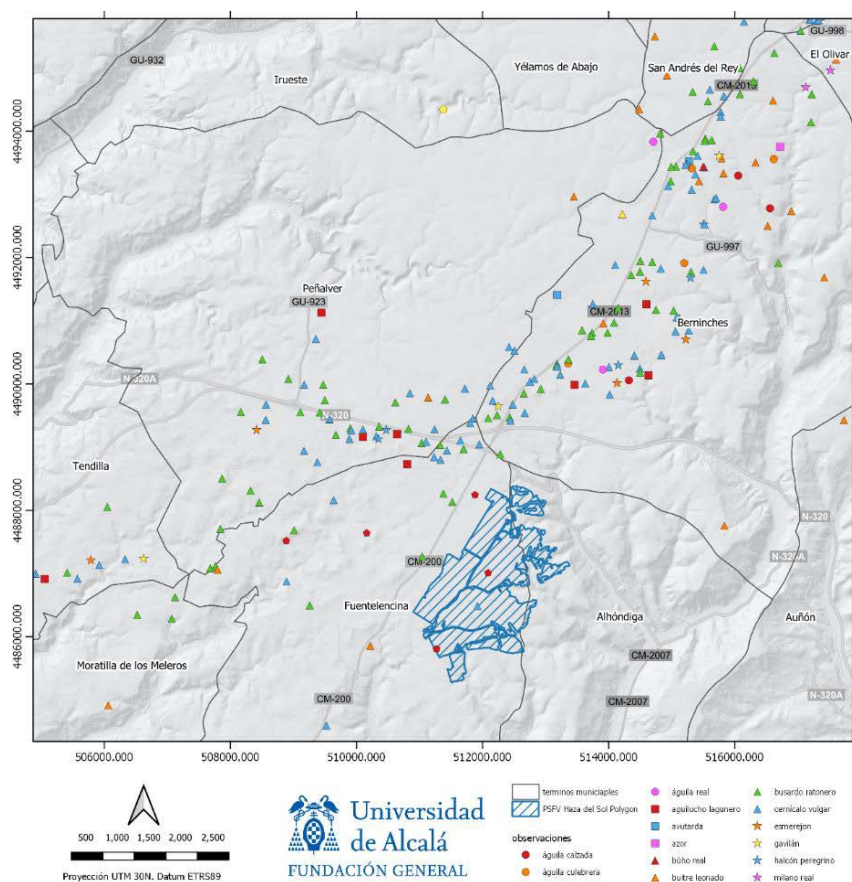 GU-932
GU-998
El Olivar
Yélamos de Abajo
San Andrés del Rey
Irueste
CM-2013
4494000.000
GU-997
4492000.000
Peñalver
GU-923
CM-2013
Berninches
N-320A
4490000.000
N-320
Tendilla
4488000.000
N-320
CM-200
N-320A
Fuentelencina
Alhóndiga
Auñón
4486000.000
Moratilla de los Meleros
CM-2007
N-320A
CM-200
CM-2007
506000.000 508000.000 510000.000 512000.000 514000.000 516000.000
500 1,000 1,500 2,000 2,500
Proyección UTM 30N. Datum ETRS89
Universidad
de Alcalá
FUNDACIÓN GENERAL
terminos municiaples
PSFV Haza del Sol Polygon
observaciones
águila calzada
águila culebrera
águila real
aguilucho lagunero
avutarda
azor
búho real
buitre leonado
busardo ratonero
cernícalo vulgar
esmerejon
gavilán
halcón peregrino
milano real